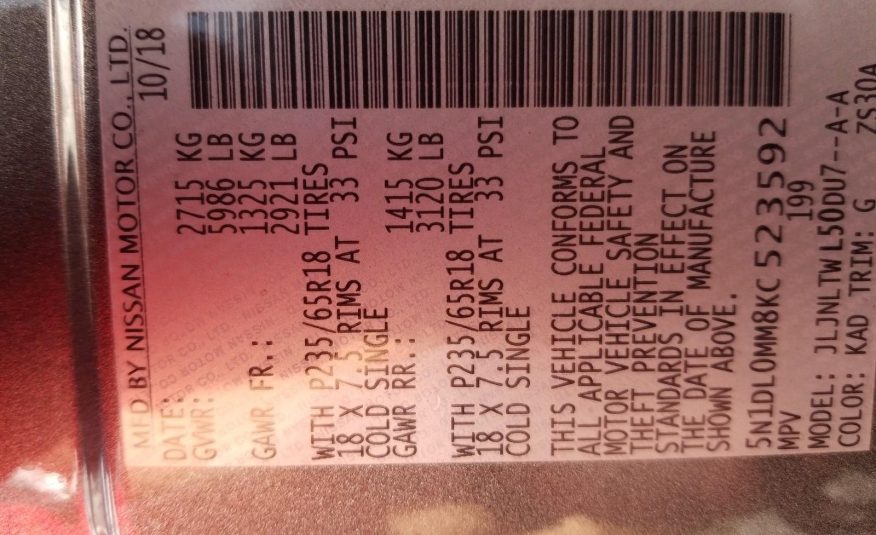 MFD BY NISSAN MOTOR CO., LTD.
DATE: 10/18
GVWR: 2715 KG
5986 LB
GAWR FR.: 1325 KG
2921 LB
WITH P235/65R18 TIRES
18 X 7.5 RIMS AT 33 PSI
COLD SINGLE
GAWR RR.: 1415 KG
3120 LB
WITH P235/65R18 TIRES
18 X 7.5 RIMS AT 33 PSI
COLD SINGLE
THIS VEHICLE CONFORMS TO
ALL APPLICABLE FEDERAL
MOTOR VEHICLE SAFETY AND
THEFT PREVENTION
STANDARDS IN EFFECT ON
THE DATE OF MANUFACTURE
SHOWN ABOVE.
5N1DL0MM8KC523592
MPV 199
MODEL: JLJNLTWL50DU7--A-A
COLOR: KAD TRIM: G ZS30A